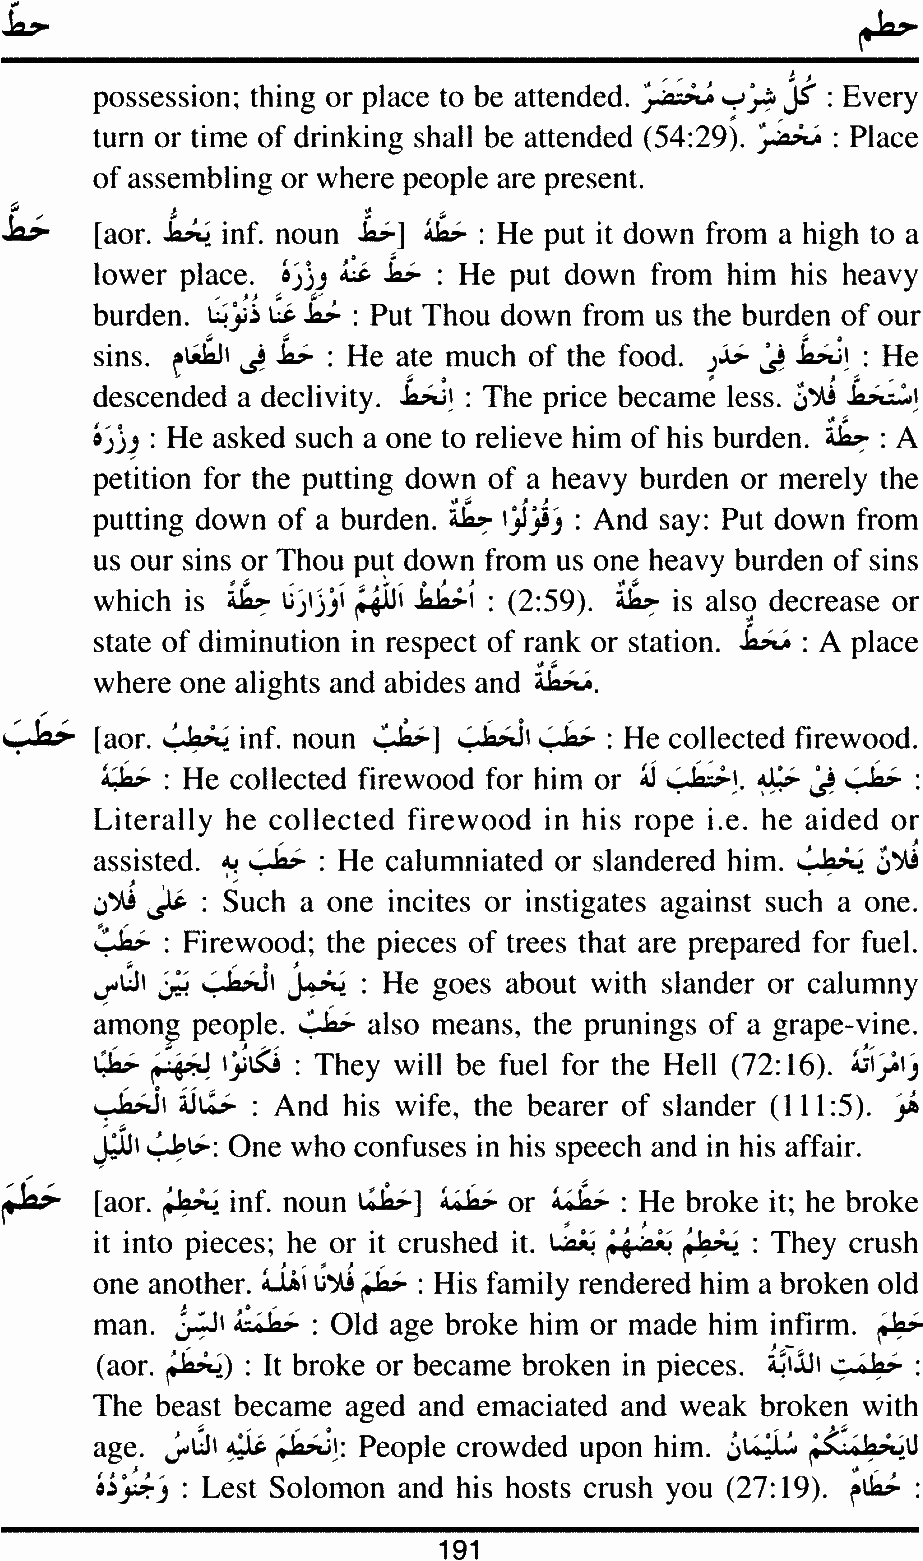 حطّ حطم
possession; thing or place to be attended. كُلُّ شِرْبٍ مُحْتَضَرٌ : Every
turn or time of drinking shall be attended (54:29). مَحْضَرٌ : Place
of assembling or where people are present.
حَطَّ [aor. يَحُطُّ inf. noun حَطٌّ] حَطَّهُ : He put it down from a high to a
lower place. حَطَّ عَنْهُ وِزْرَهُ : He put down from him his heavy
burden. حُطَّ عَنَّا ذُنُوْبَنَا : Put Thou down from us the burden of our
sins. حَطَّ فِى الطَّعَامِ : He ate much of the food. اِنْحَطَّ فِىْ حَدَرٍ : He
descended a declivity. اِنْحَطَّ : The price became less. اِسْتَحَطَّ فُلَانٌ
وِزْرَهُ : He asked such a one to relieve him of his burden. حِطَّةٌ : A
petition for the putting down of a heavy burden or merely the
putting down of a burden. وَقُوْلُوْا حِطَّةٌ : And say: Put down from
us our sins or Thou put down from us one heavy burden of sins
which is اُحْطُطْ اَللّٰهُمَّ اَوْزَارَنَا حِطَّةً : (2:59). حِطَّةٌ is also decrease or
state of diminution in respect of rank or station. مَحَطٌّ : A place
where one alights and abides and مَحَطَّةٌ.
حَطَبَ [aor. يَحْطِبُ inf. noun حَطْبٌ] حَطَبَ الْحَطَبَ : He collected firewood.
حَطَبَهُ : He collected firewood for him or اِحْتَطَبَ لَهُ. حَطَبَ فِىْ حَبْلِهٖ :
Literally he collected firewood in his rope i.e. he aided or
assisted. حَطَبَ بِهٖ : He calumniated or slandered him. فُلَانٌ يَحْطِبُ
عَلٰى فُلَانٍ : Such a one incites or instigates against such a one.
حَطَبٌ : Firewood; the pieces of trees that are prepared for fuel.
يَحْمِلُ الْحَطَبَ بَيْنَ النَّاسِ : He goes about with slander or calumny
among people. حَطَبٌ also means, the prunings of a grape-vine.
فَكَانُوْا لِجَهَنَّمَ حَطَبًا : They will be fuel for the Hell (72:16). وَامْرَاَتُهُ
حَمَّالَةَ الْحَطَبِ : And his wife, the bearer of slander (111:5). هُوَ
حَاطِبُ اللَّيْلِ: One who confuses in his speech and in his affair.
حَطَمَ [aor. يَحْطِمُ inf. noun حَطْمًا] حَطَمَهُ or حَطَّمَهُ : He broke it; he broke
it into pieces; he or it crushed it. يَحْطِمُ بَعْضُهُمْ بَعْضًا : They crush
one another. حَطَمَ فُلَانًا اَهْلُهُ : His family rendered him a broken old
man. حَطَمَتْهُ السِّنُّ : Old age broke him or made him infirm. حَطِمَ
(aor. يَحْطَمُ) : It broke or became broken in pieces. حَطِمَتِ الدَّآبَّةُ :
The beast became aged and emaciated and weak broken with
age. اِنْحَطَمَ عَلَيْهِ النَّاسُ: People crowded upon him. لَايَحْطِمَنَّكُمْ سُلَيْمَانُ
وَجُنُوْدُهُ : Lest Solomon and his hosts crush you (27:19). حُطَامٌ :
191